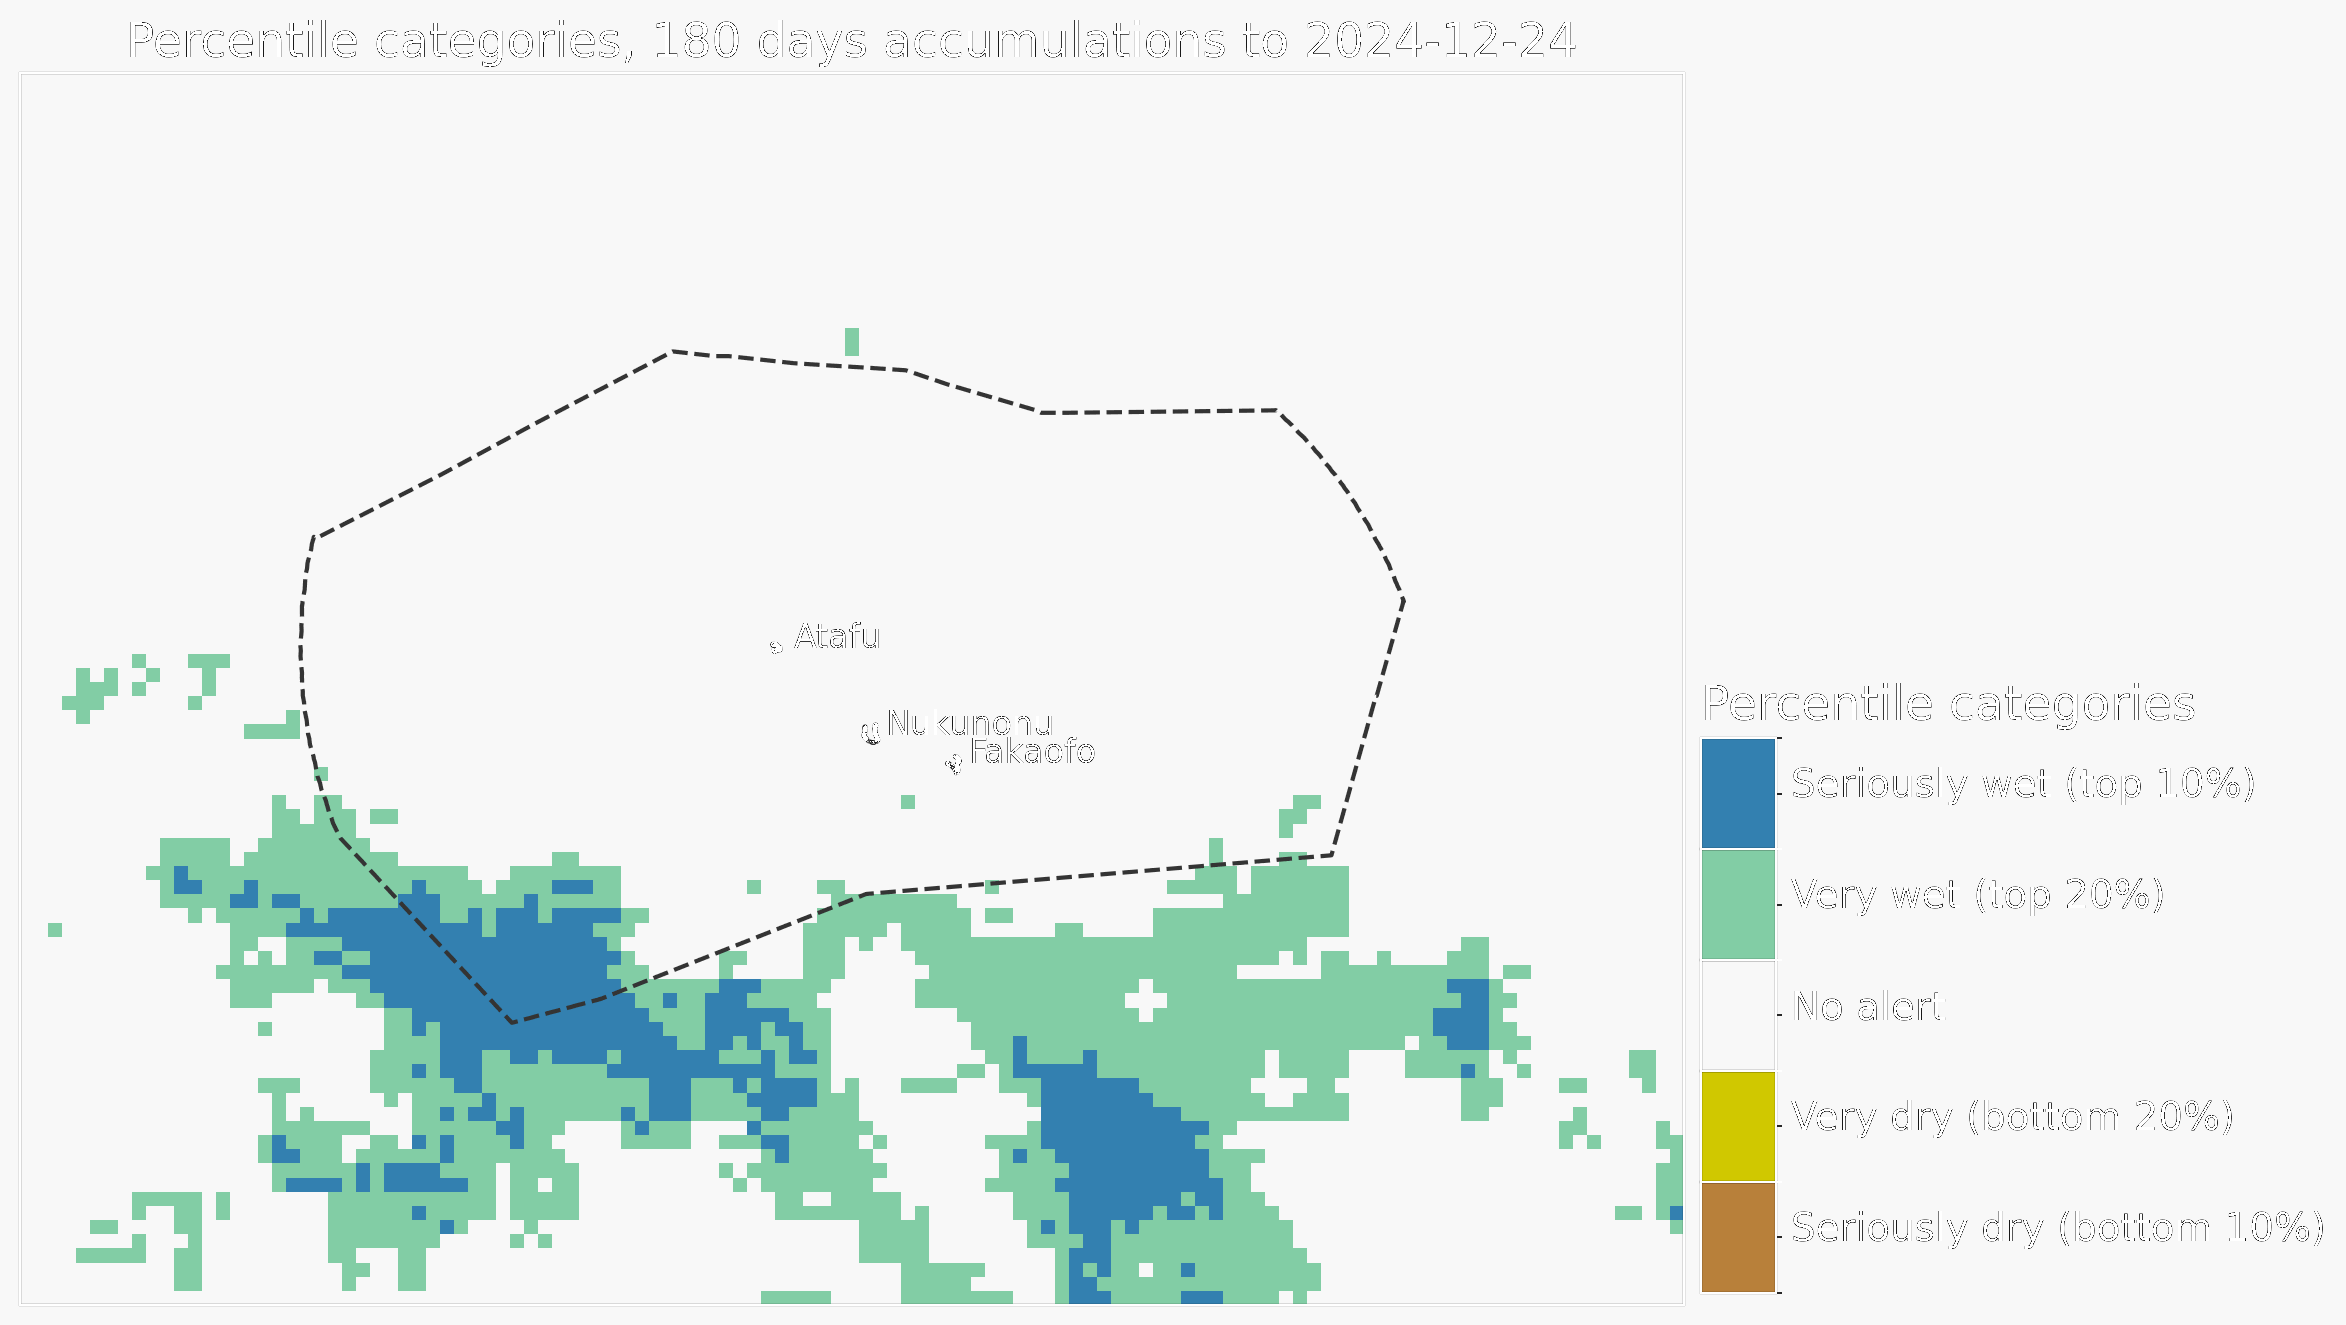 Percentile categories, 180 days accumulations to 2024-12-24
Atafu
Nukunonu
Fakaofo
Percentile categories
Seriously wet (top 10%)
Very wet (top 20%)
No alert
Very dry (bottom 20%)
Seriously dry (bottom 10%)